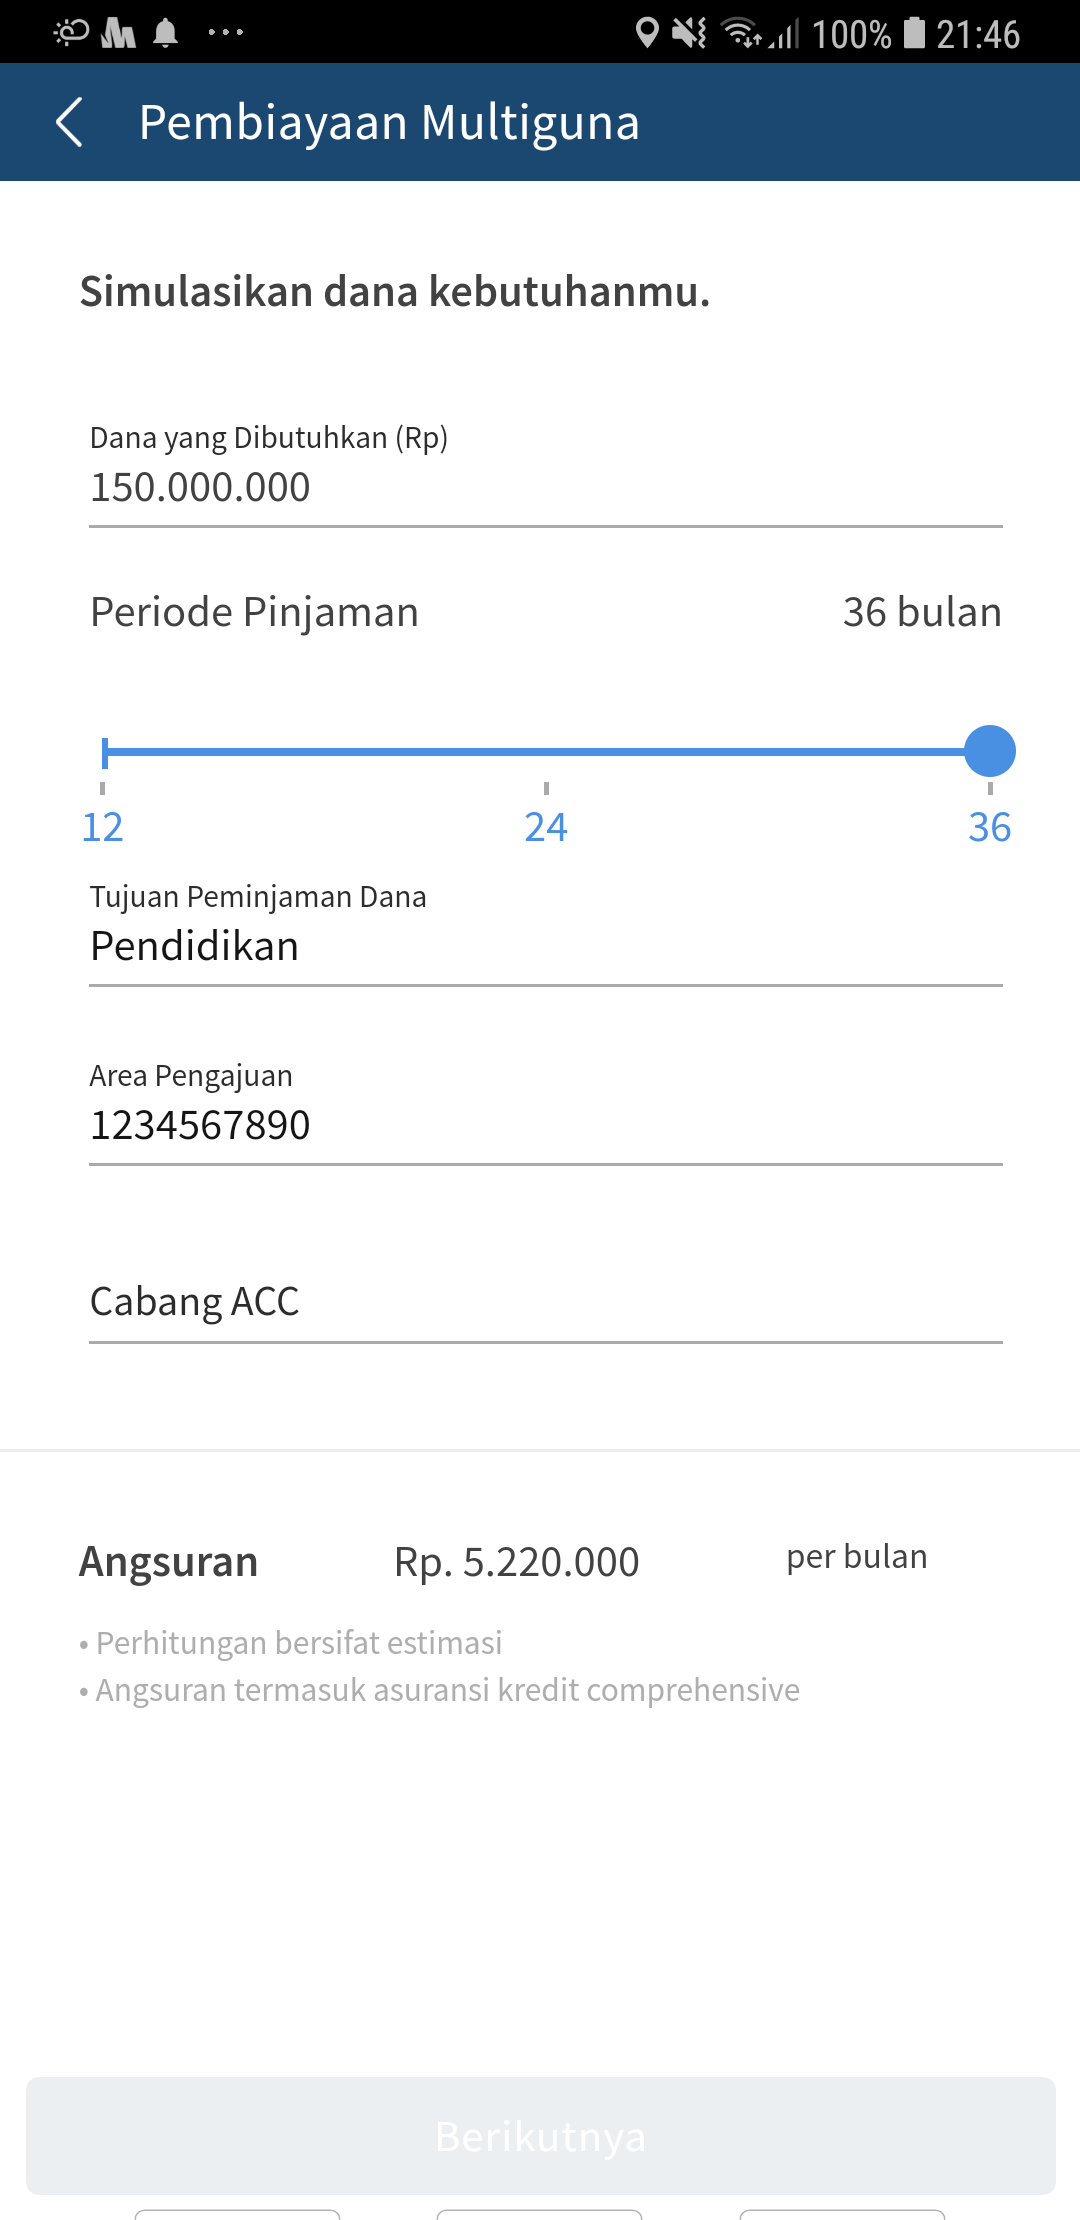 100% 21:46
Pembiayaan Multiguna
Simulasikan dana kebutuhanmu.
Dana yang Dibutuhkan (Rp)
150.000.000
Periode Pinjaman 36 bulan
12 24 36
Tujuan Peminjaman Dana
Pendidikan
Area Pengajuan
1234567890
Cabang ACC
Angsuran Rp. 5.220.000 per bulan
• Perhitungan bersifat estimasi
• Angsuran termasuk asuransi kredit comprehensive
Berikutnya